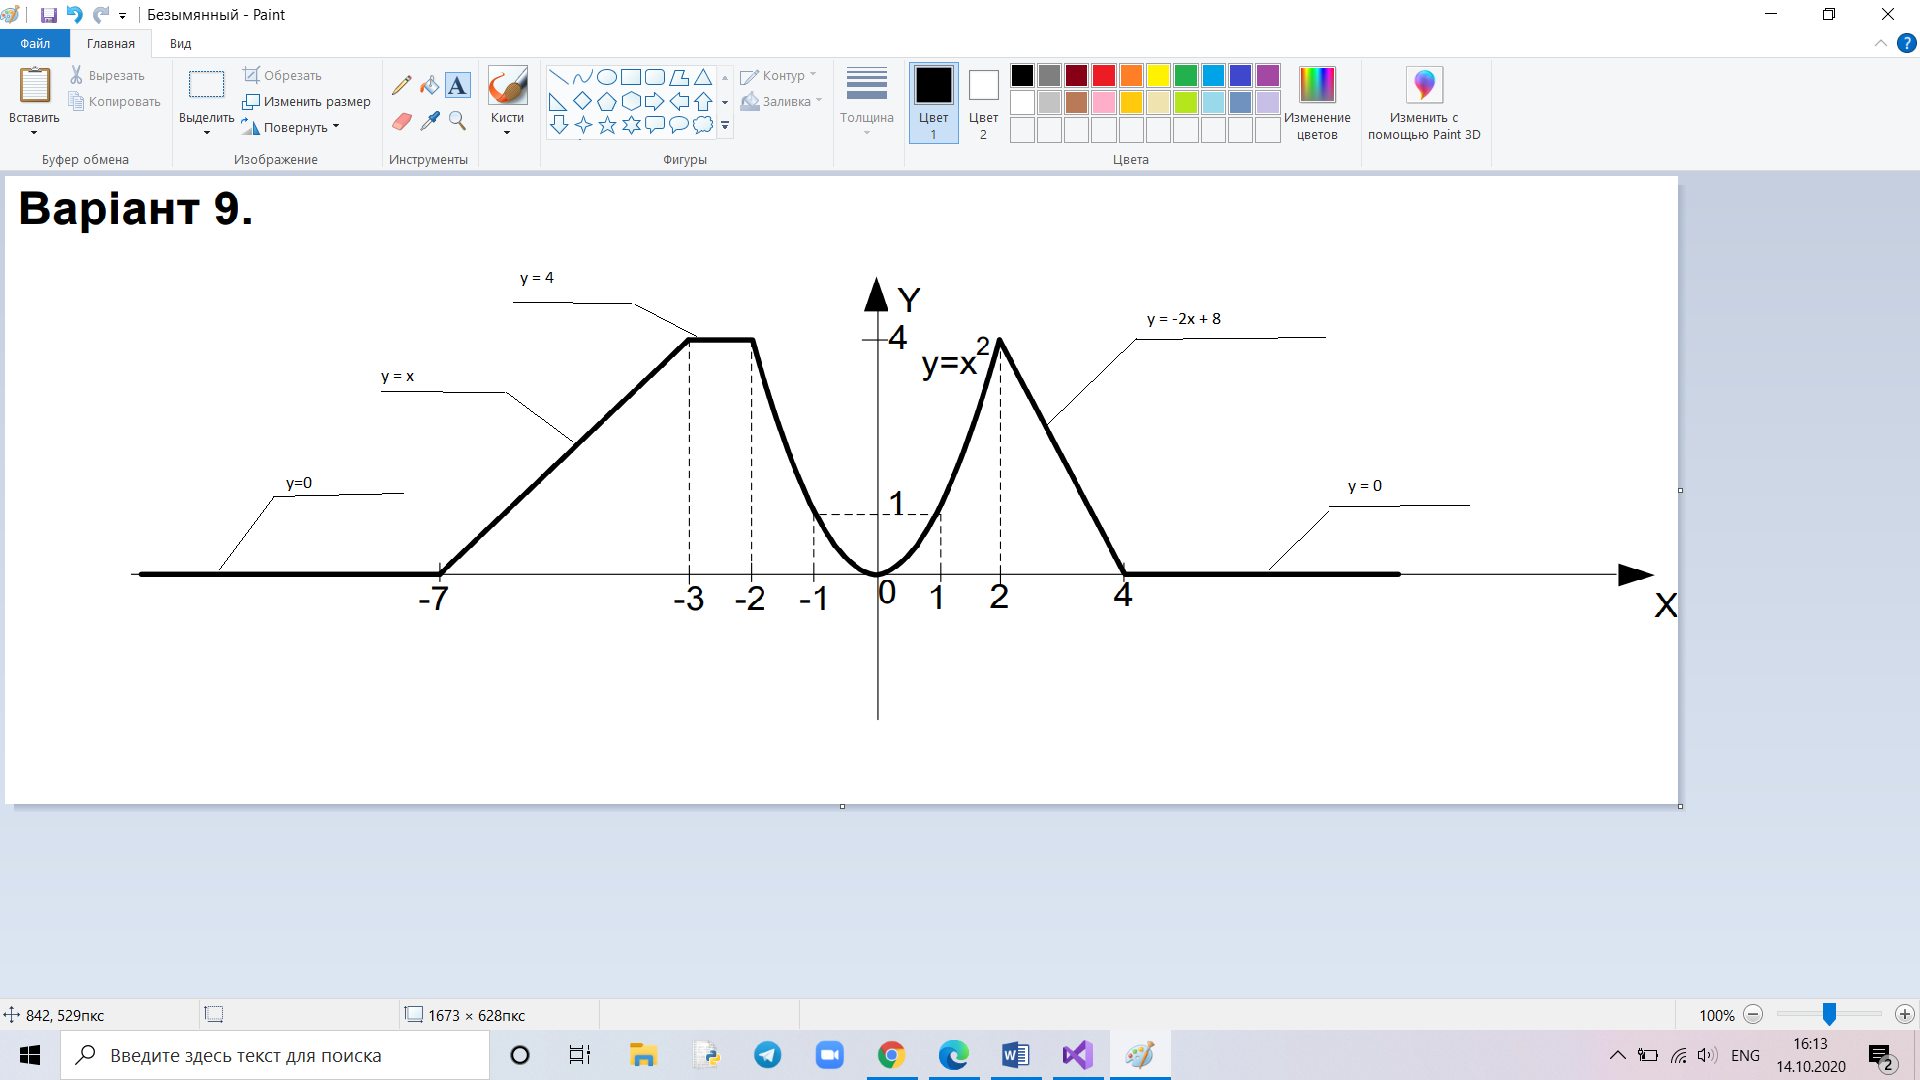 Безымянный - Paint
Файл
Главная
Вид
Вставить
Вырезать
Копировать
Буфер обмена
Выделить
Обрезать
Изменить размер
Повернуть
Изображение
A
Инструменты
Кисти
Фигуры
Контур
Заливка
Толщина
Цвет 1
Цвет 2
Изменение цветов
Цвета
Изменить с помощью Paint 3D
?
Варіант 9.
y = 4
Y
4
y = -2x + 8
y=x²
y = x
y=0
1
y = 0
-7
-3
-2
-1
0
1
2
4
X
842, 529пкс
1673 × 628пкс
100%
Введите здесь текст для поиска
ENG
16:13
14.10.2020
2